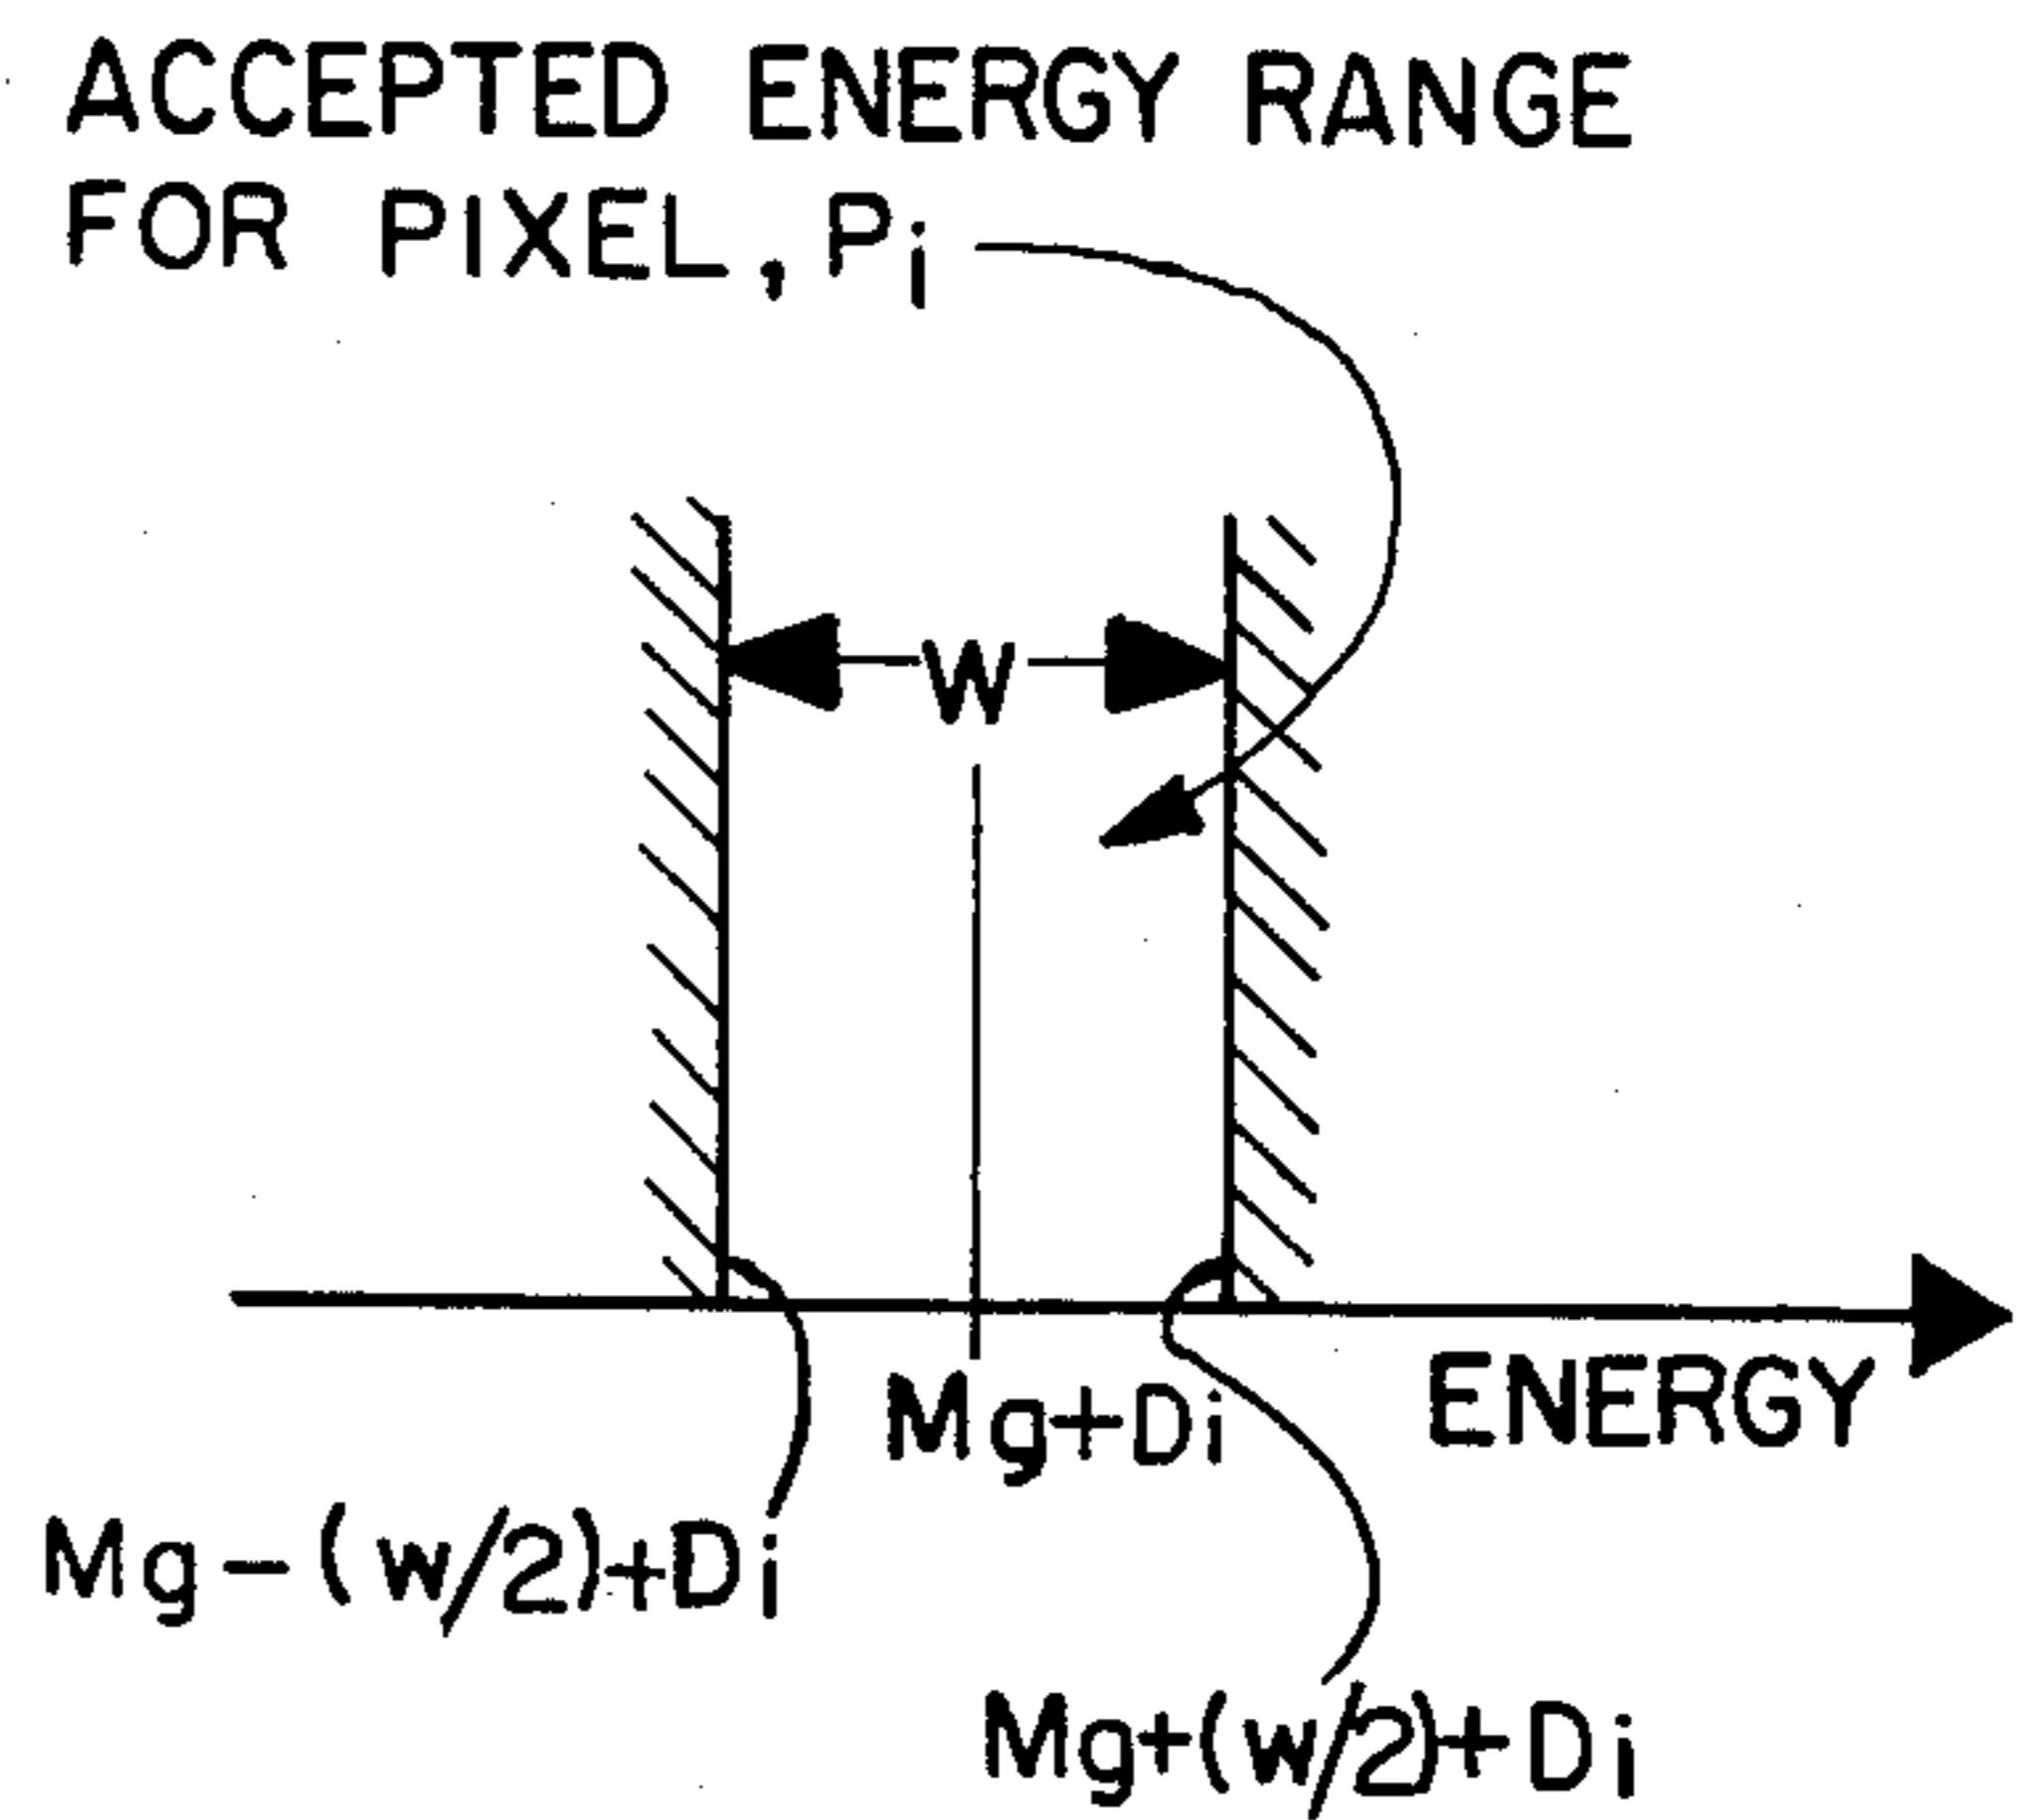 ACCEPTED ENERGY RANGE
FOR PIXEL, Pi
W
Mg+Di
ENERGY
Mg-(w/2)+Di
Mg+(w/2)+Di